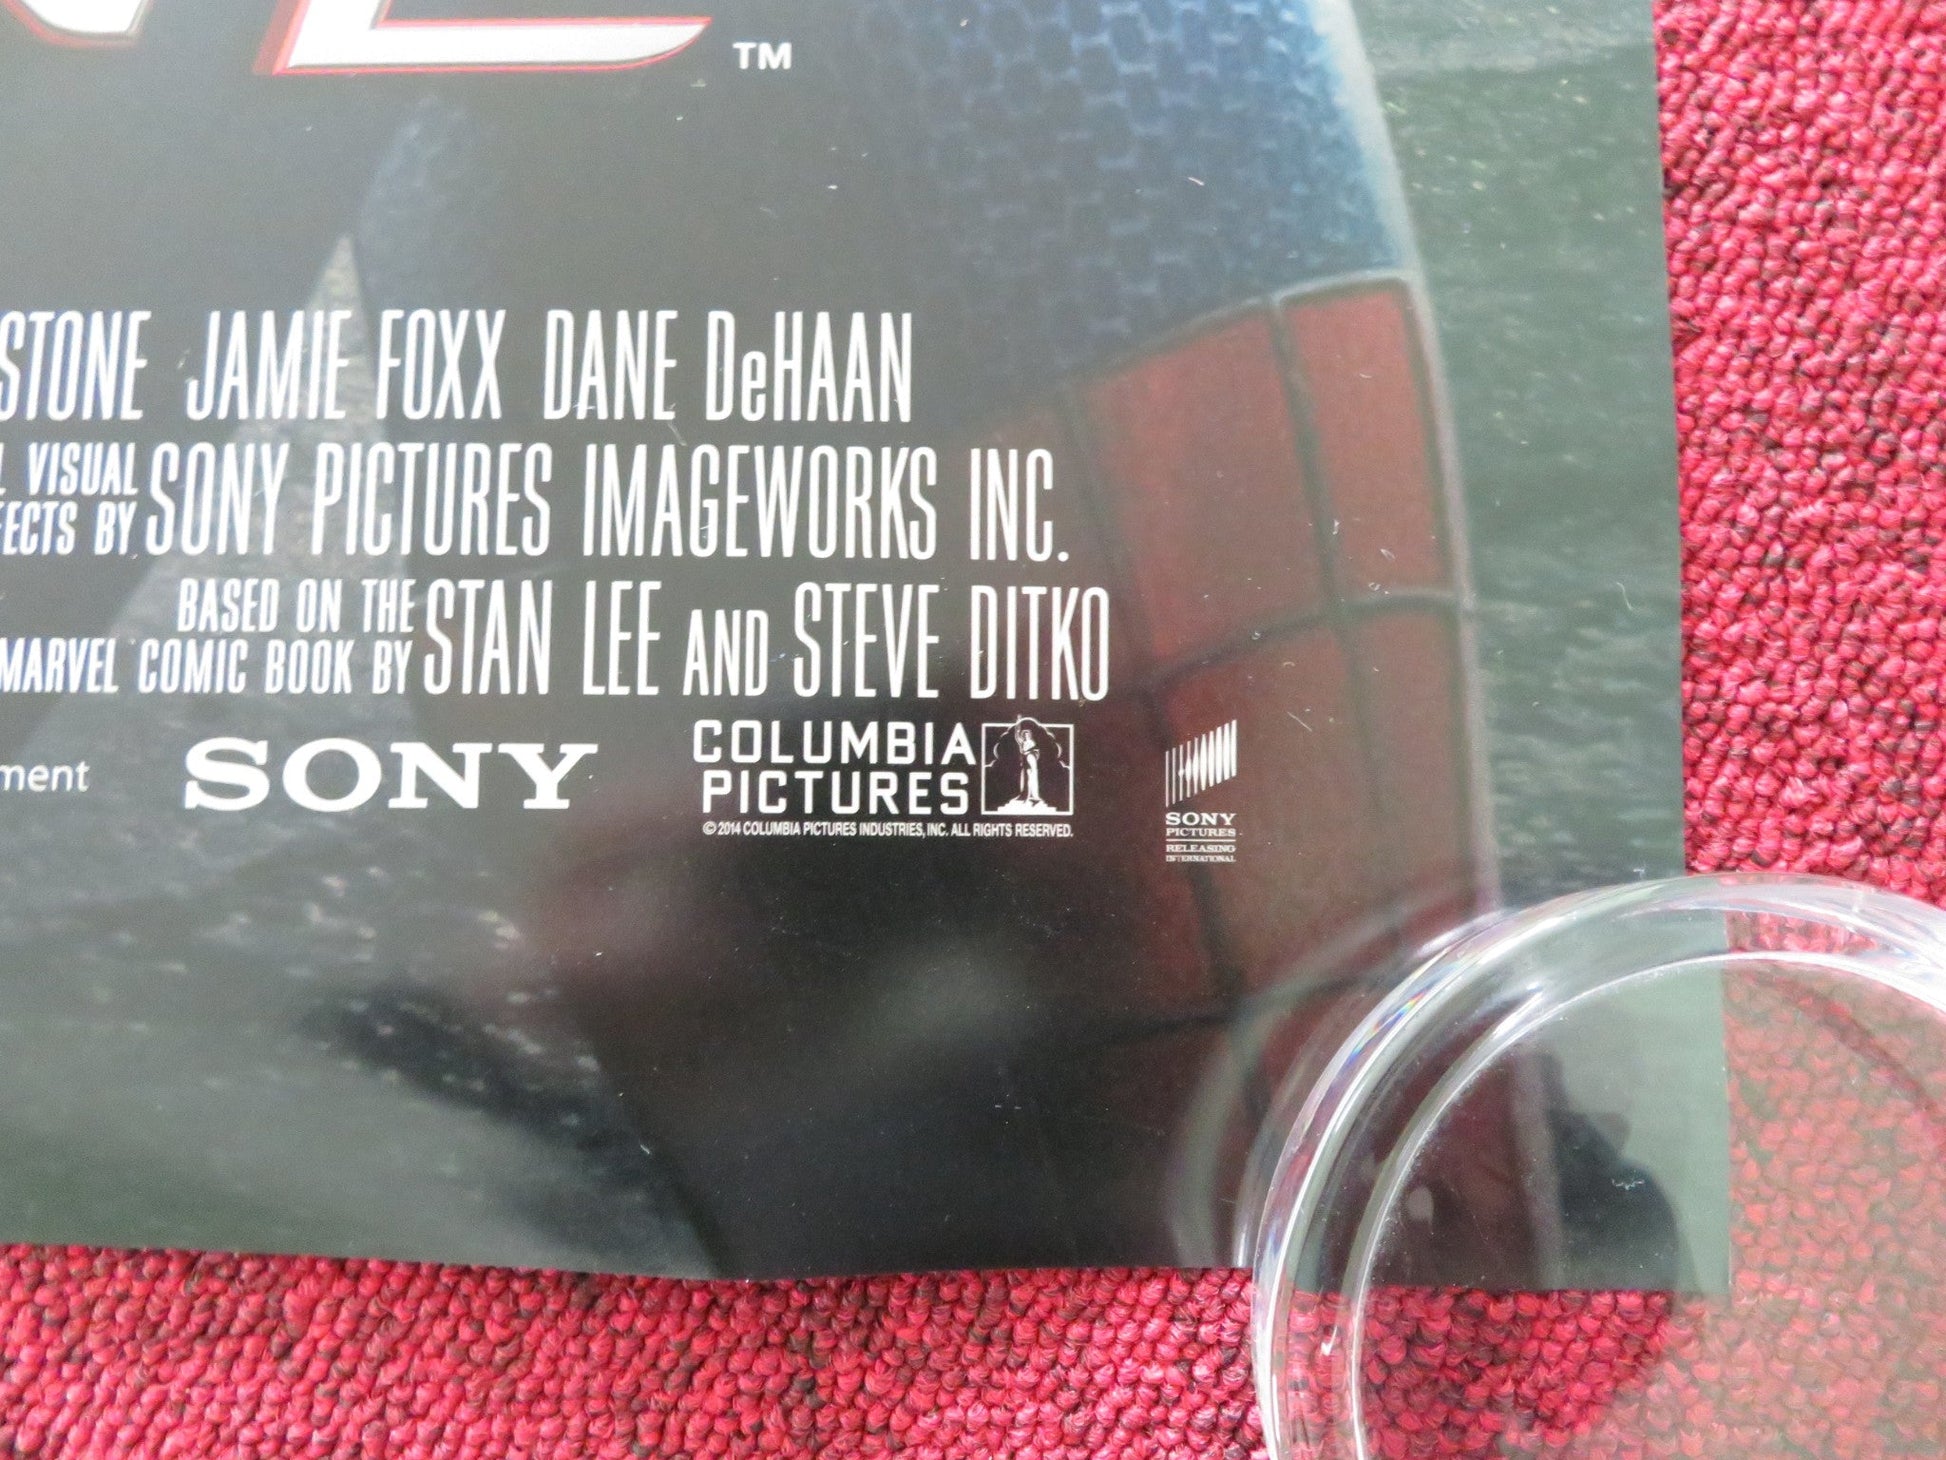 ™
STONE JAMIE FOXX DANE DeHAAN
L VISUAL
FECTS BY SONY PICTURES IMAGEWORKS INC.
BASED ON THE
MARVEL COMIC BOOK BY STAN LEE AND STEVE DITKO
ment SONY COLUMBIA
PICTURES
© 2014 COLUMBIA PICTURES INDUSTRIES, INC. ALL RIGHTS RESERVED.
SONY
PICTURES
RELEASING
INTERNATIONAL